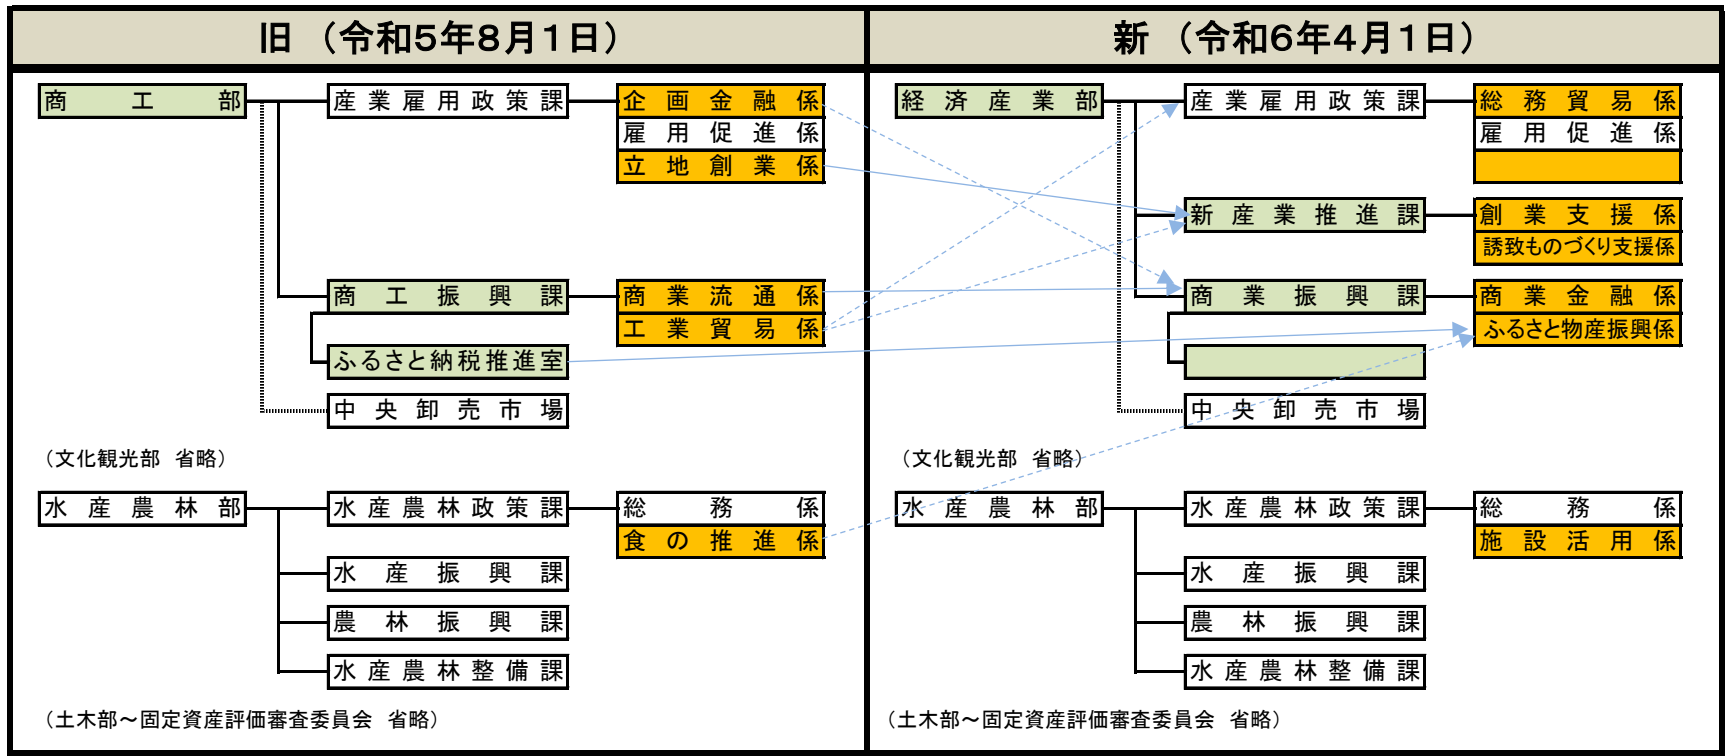 旧 （令和5年8月1日）
商工部
産業雇用政策課
企画金融係
雇用促進係
立地創業係
商工振興課
商業流通係
工業貿易係
ふるさと納税推進室
中央卸売市場
（文化観光部 省略）
水産農林部
水産農林政策課
総務係
食の推進係
水産振興課
農林振興課
水産農林整備課
（土木部～固定資産評価審査委員会 省略）
新 （令和6年4月1日）
経済産業部
産業雇用政策課
総務貿易係
雇用促進係
新産業推進課
創業支援係
誘致ものづくり支援係
商業振興課
商業金融係
ふるさと物産振興係
中央卸売市場
（文化観光部 省略）
水産農林部
水産農林政策課
総務係
施設活用係
水産振興課
農林振興課
水産農林整備課
（土木部～固定資産評価審査委員会 省略）